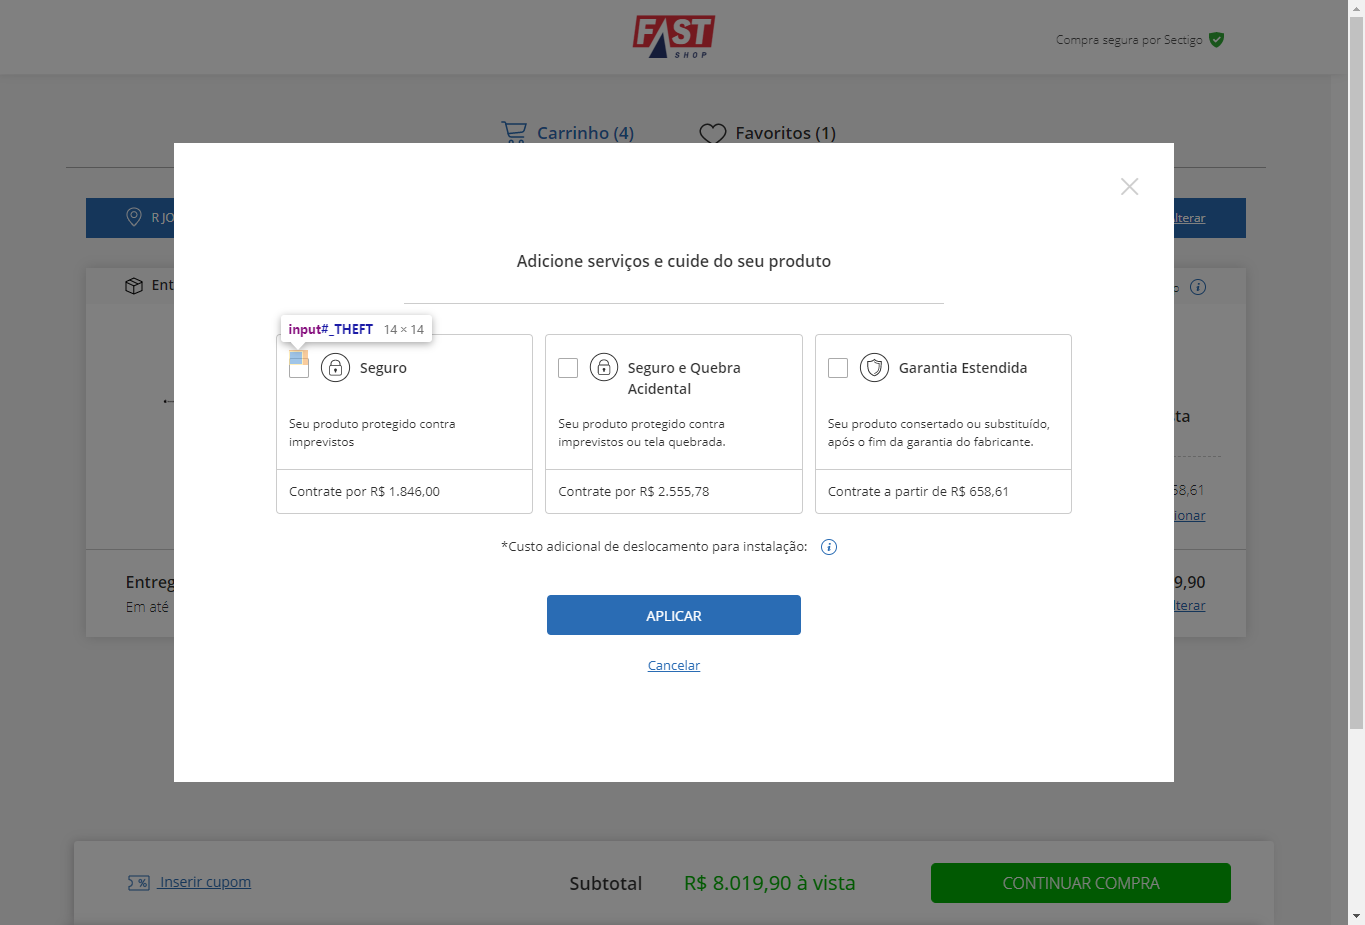 FAST
SHOP
Compra segura por Sectigo
Carrinho (4)
Favoritos (1)
R JO
lterar
Ent
Adicione serviços e cuide do seu produto
input#_THEFT 14 × 14
Seguro
Seu produto protegido contra
imprevistos
Contrate por R$ 1.846,00
Seguro e Quebra
Acidental
Seu produto protegido contra
imprevistos ou tela quebrada.
Contrate por R$ 2.555,78
Garantia Estendida
Seu produto consertado ou substituído,
após o fim da garantia do fabricante.
Contrate a partir de R$ 658,61
ta
58,61
ionar
*Custo adicional de deslocamento para instalação:
Entreg
Em até
9,90
lterar
APLICAR
Cancelar
Inserir cupom
Subtotal
R$ 8.019,90 à vista
CONTINUAR COMPRA